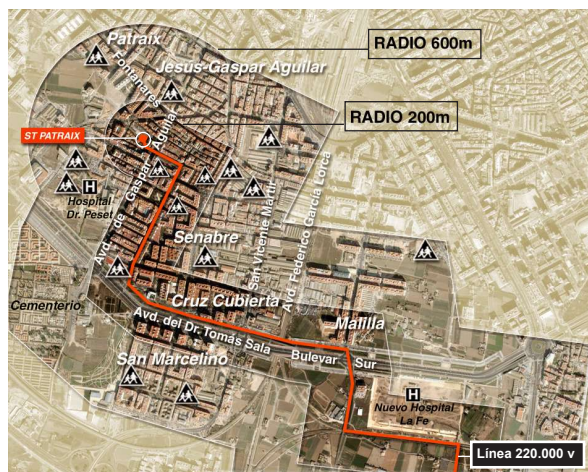 Patraix
RADIO 600m
Fontanares
Jesús-Gaspar Aguilar
RADIO 200m
ST PATRAIX
Avd. de Gaspar Aguilar
H
Hospital
Dr. Peset
San Vicente Mártir
Avd. Federico García Lorca
Senabre
Cementerio
Cruz Cubierta
Avd. del Dr. Tomás Sala
Bulevar Sur
Malilla
San Marcelino
H
Nuevo Hospital
La Fe
Línea 220.000 v